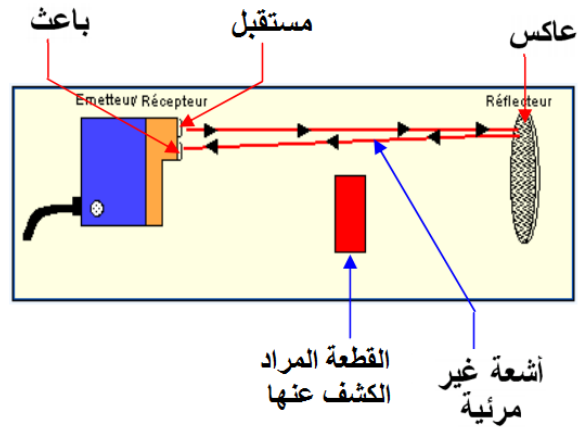 عاكس
مستقبل
باعث
Emetteur/ Récepteur
Réflecteur
القطعة المراد
الكشف عنها
أشعة غير
مرئية